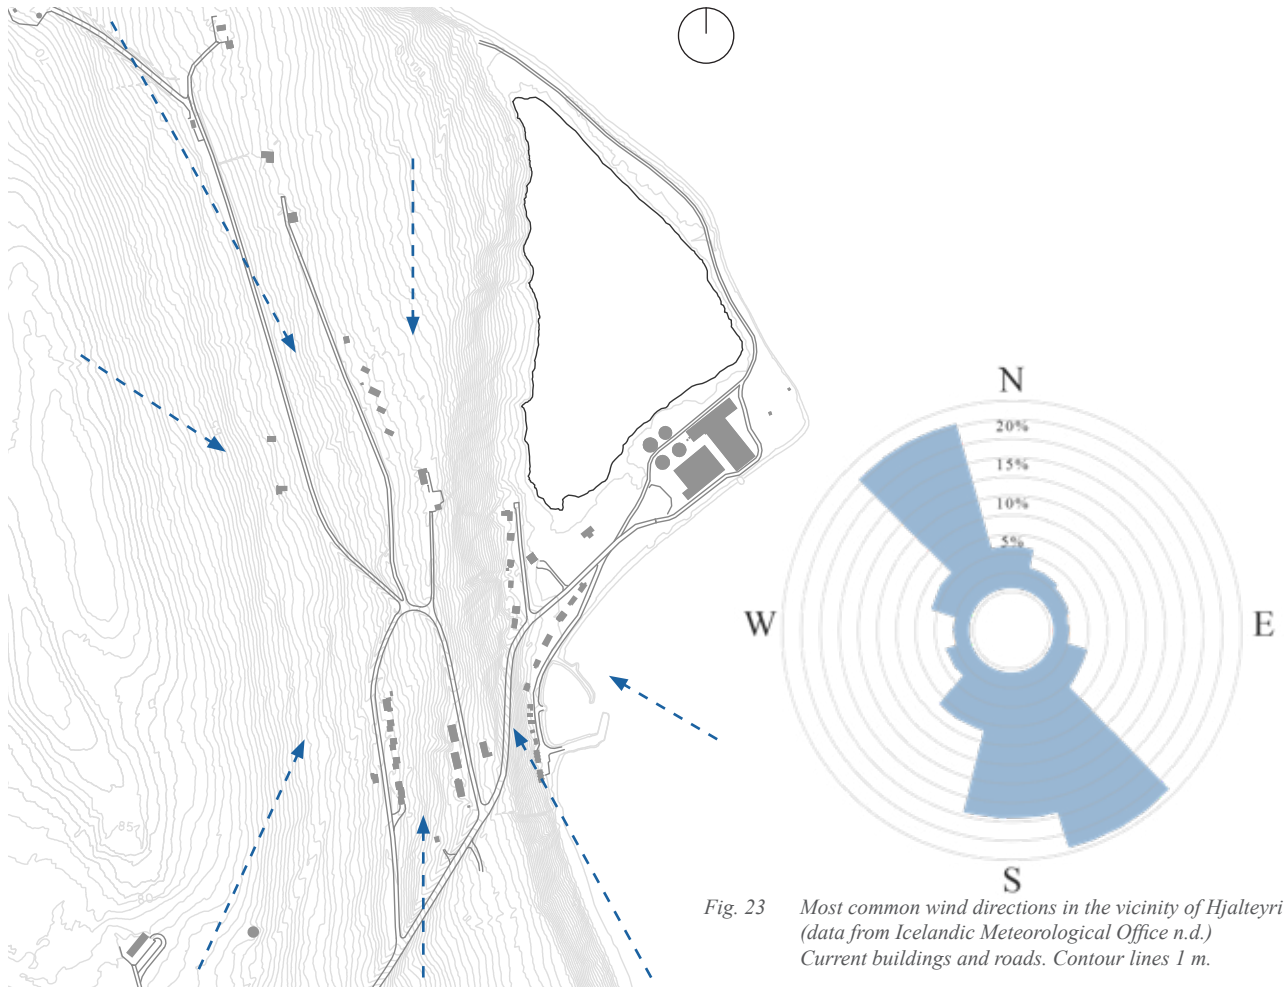 N
20%
15%
10%
5%
W
E
S
85
80
Fig. 23 Most common wind directions in the vicinity of Hjalteyri
(data from Icelandic Meteorological Office n.d.)
Current buildings and roads. Contour lines 1 m.